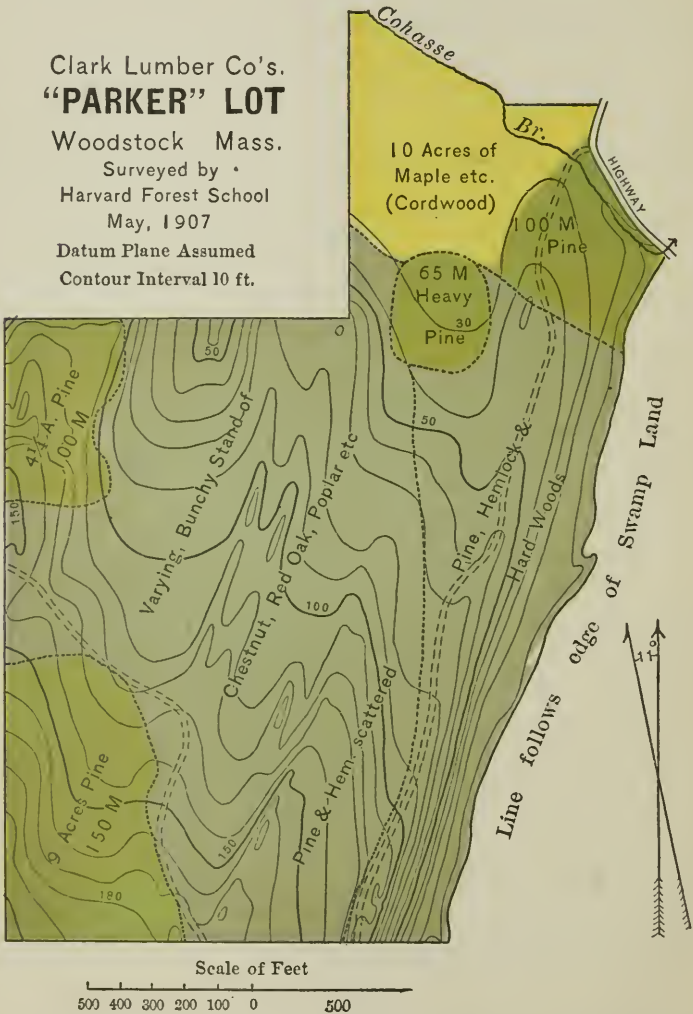 Clark Lumber Co's.
"PARKER" LOT
Woodstock Mass.
Surveyed by
Harvard Forest School
May, 1907
Datum Plane Assumed
Contour Interval 10 ft.
Cohasse
Br.
HIGHWAY
10 Acres of
Maple etc.
(Cordwood)
100 M
Pine
65 M
Heavy
Pine
30
50
50
4¼ A. Pine
100 M
150
Varying, Bunchy Stand of
Chestnut, Red Oak, Poplar etc
Pine & Hem. scattered
Pine, Hemlock &
Hard-Woods
100
Line follows edge of Swamp Land
11°
9 Acres Pine
150 M
150
180
Scale of Feet
500 400 300 200 100 0 500